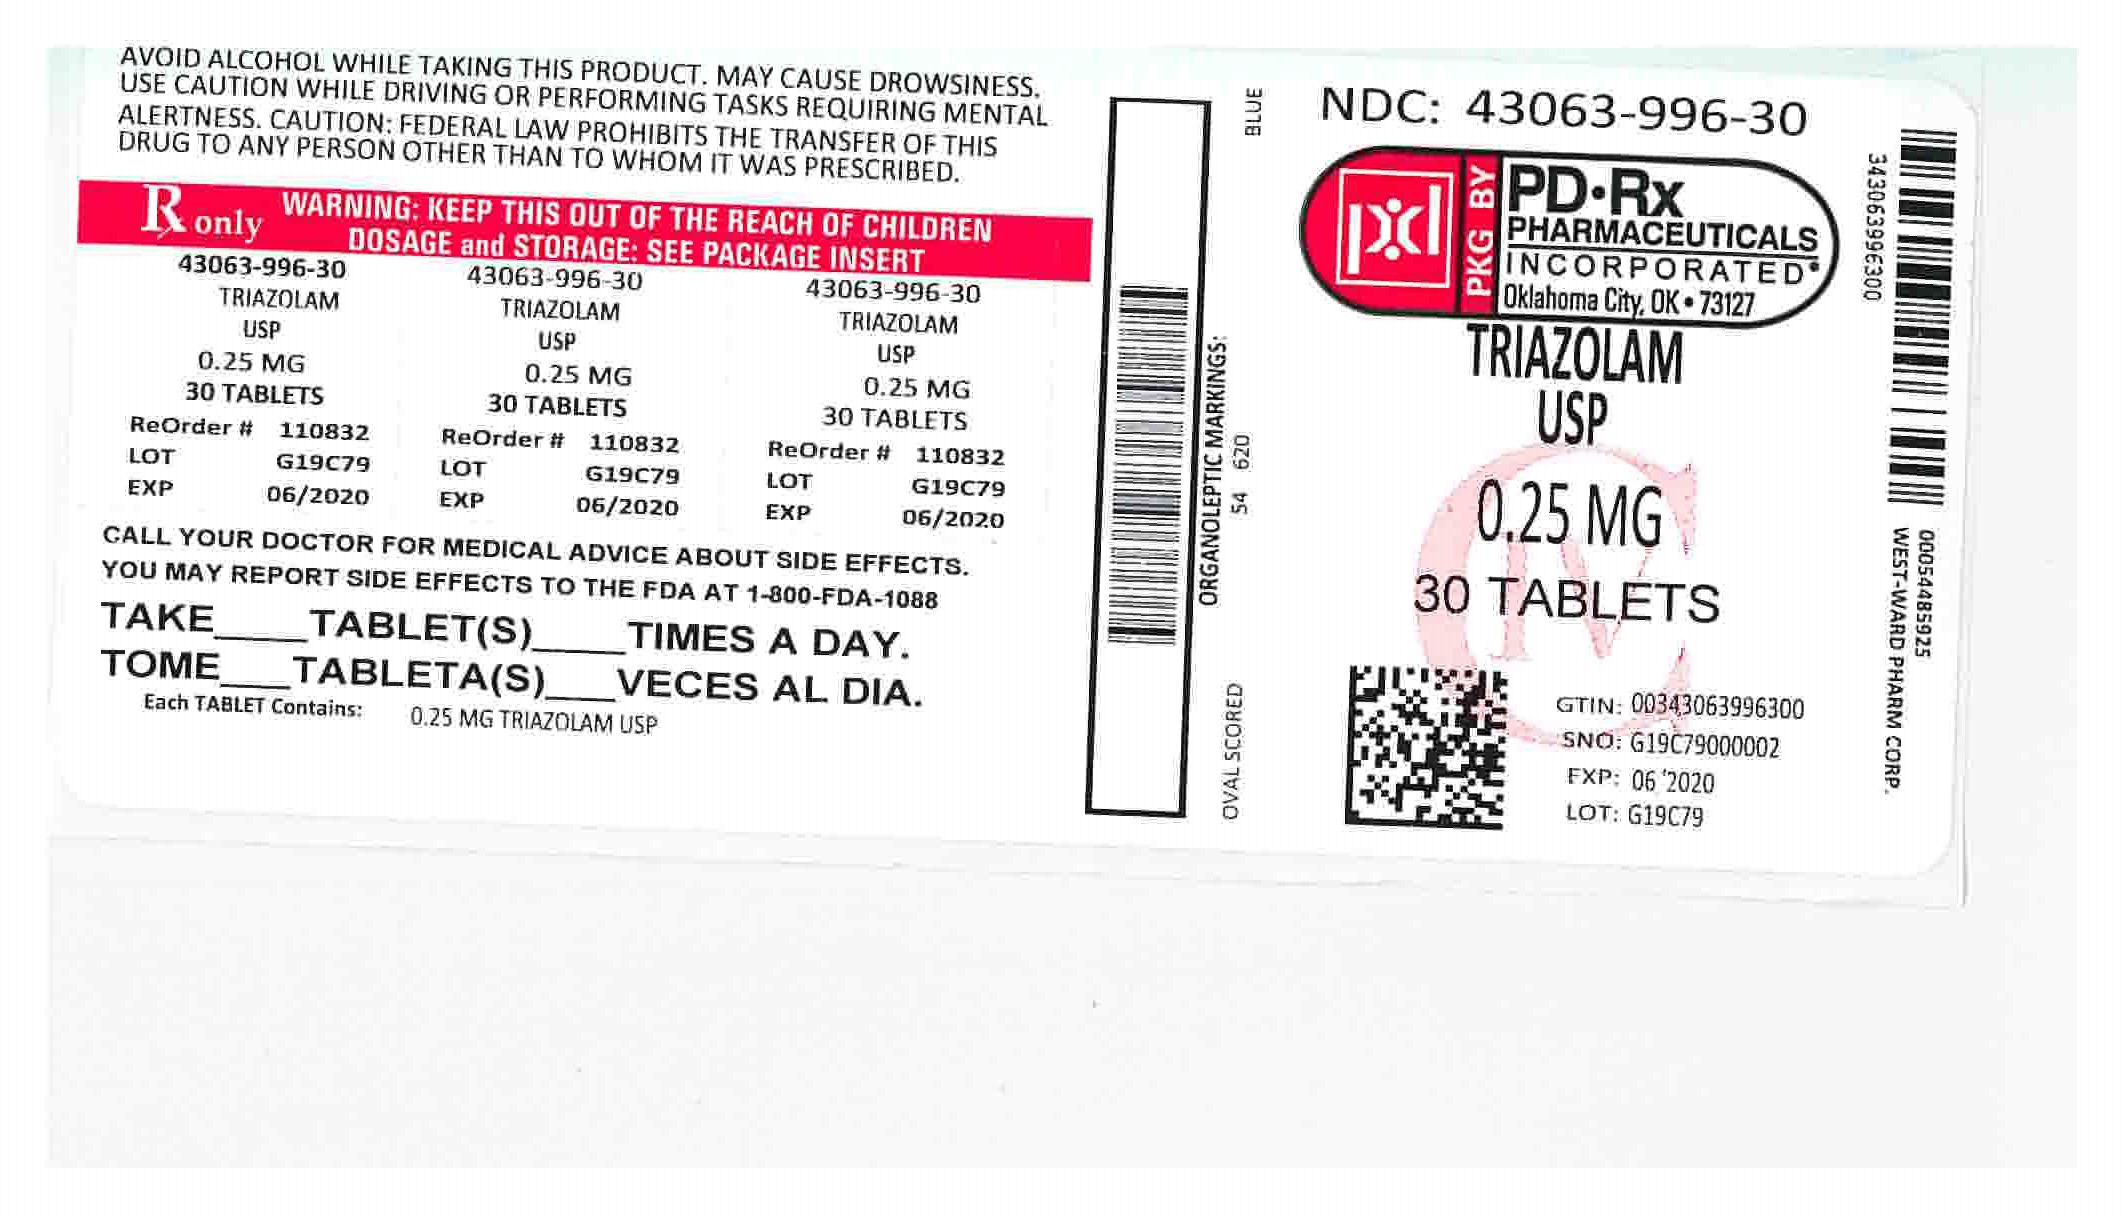 AVOID ALCOHOL WHILE TAKING THIS PRODUCT. MAY CAUSE DROWSINESS.
USE CAUTION WHILE DRIVING OR PERFORMING TASKS REQUIRING MENTAL
ALERTNESS. CAUTION: FEDERAL LAW PROHIBITS THE TRANSFER OF THIS
DRUG TO ANY PERSON OTHER THAN TO WHOM IT WAS PRESCRIBED.
Rx only
WARNING: KEEP THIS OUT OF THE REACH OF CHILDREN
DOSAGE and STORAGE: SEE PACKAGE INSERT
43063-996-30
TRIAZOLAM
USP
0.25 MG
30 TABLETS
ReOrder # 110832
LOT G19C79
EXP 06/2020
43063-996-30
TRIAZOLAM
USP
0.25 MG
30 TABLETS
ReOrder # 110832
LOT G19C79
EXP 06/2020
43063-996-30
TRIAZOLAM
USP
0.25 MG
30 TABLETS
ReOrder # 110832
LOT G19C79
EXP 06/2020
CALL YOUR DOCTOR FOR MEDICAL ADVICE ABOUT SIDE EFFECTS.
YOU MAY REPORT SIDE EFFECTS TO THE FDA AT 1-800-FDA-1088
TAKE____TABLET(S)____TIMES A DAY.
TOME___TABLETA(S)___VECES AL DIA.
Each TABLET Contains: 0.25 MG TRIAZOLAM USP
ORGANOLEPTIC MARKINGS:
OVAL SCORED 54 620 BLUE
NDC: 43063-996-30
PKG BY
PD·Rx
PHARMACEUTICALS
INCORPORATED®
Oklahoma City, OK • 73127
TRIAZOLAM
USP
0.25 MG
30 TABLETS
CIV
GTIN: 00343063996300
SNO: G19C79000002
EXP: 06'2020
LOT: G19C79
343063996300
00054485925
WEST-WARD PHARM CORP.